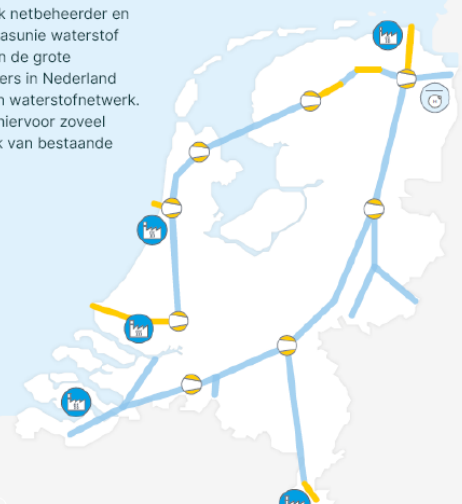 k netbeheerder en
asunie waterstof
n de grote
ers in Nederland
n waterstofnetwerk.
hiervoor zoveel
k van bestaande